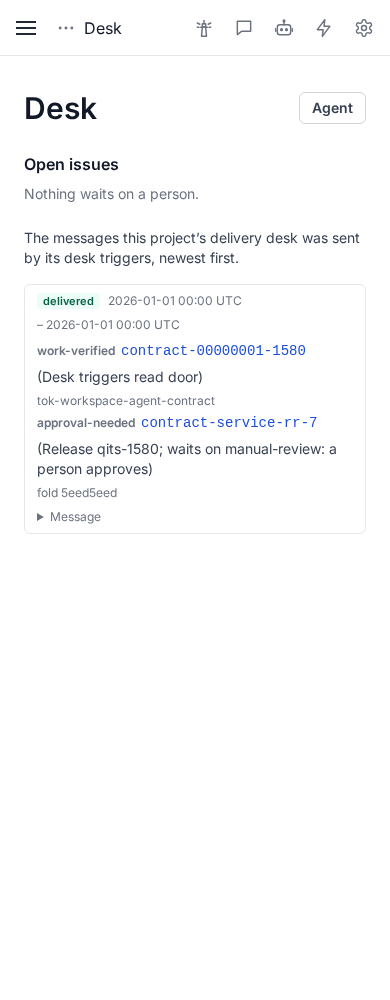 Desk
Desk
Agent
Open issues
Nothing waits on a person.
The messages this project’s delivery desk was sent
by its desk triggers, newest first.
delivered 2026-01-01 00:00 UTC
– 2026-01-01 00:00 UTC
work-verified contract-00000001-1580
(Desk triggers read door)
tok-workspace-agent-contract
approval-needed contract-service-rr-7
(Release qits-1580; waits on manual-review: a
person approves)
fold 5eed5eed
Message